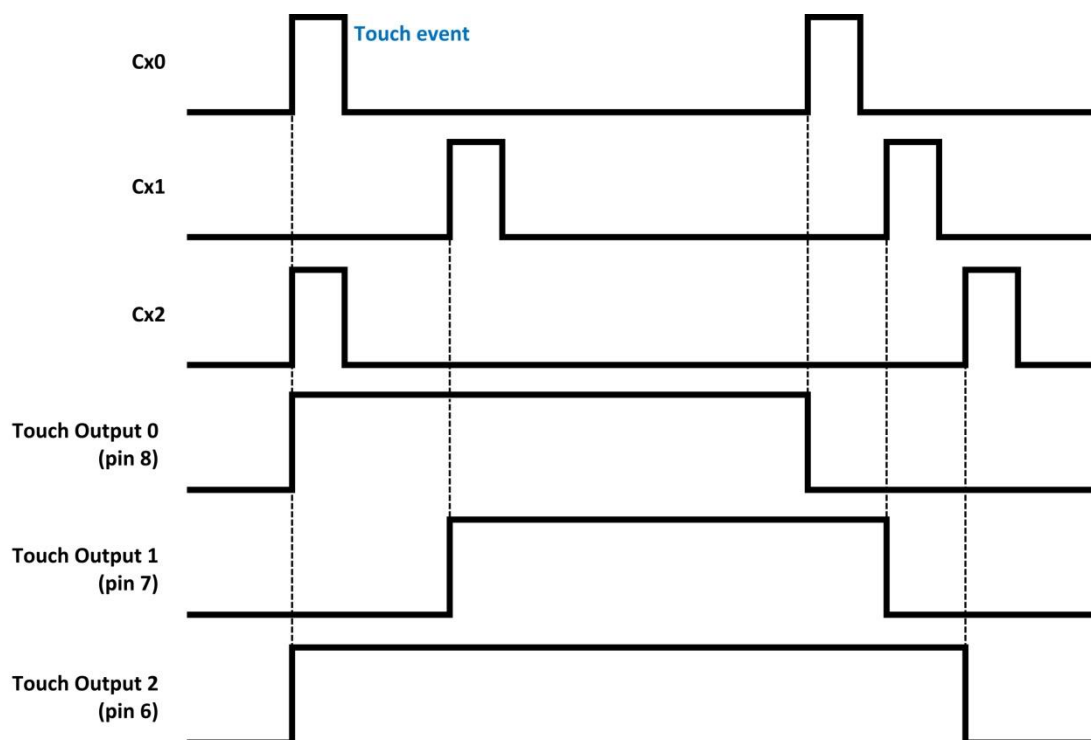 Touch event
Cx0
Cx1
Cx2
Touch Output 0
(pin 8)
Touch Output 1
(pin 7)
Touch Output 2
(pin 6)